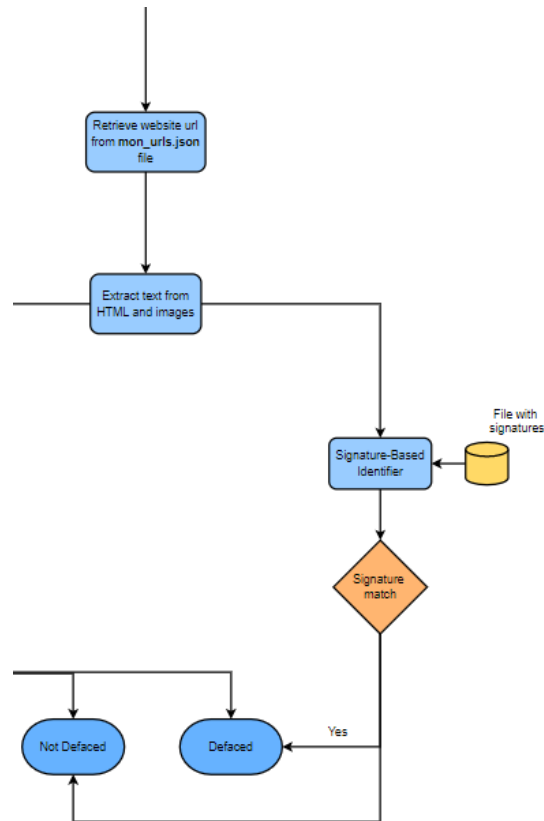 Retrieve website url
from mon_urls.json
file
Extract text from
HTML and images
File with
signatures
Signature-Based
Identifier
Signature
match
Yes
Not Defaced
Defaced